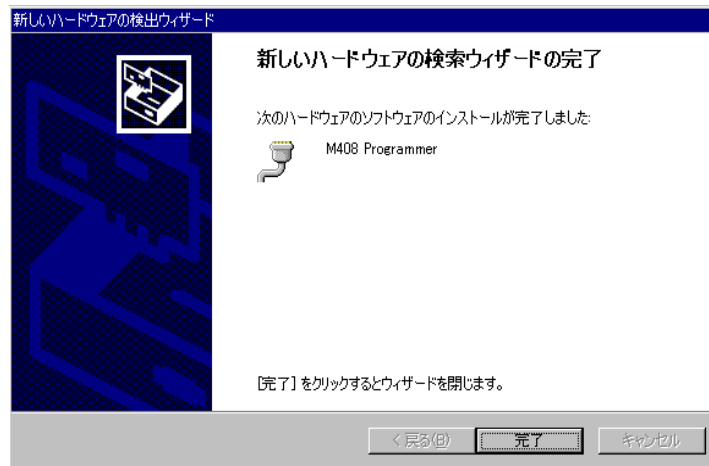 新しいハードウェアの検出ウィザード
新しいハードウェアの検索ウィザードの完了
次のハードウェアのソフトウェアのインストールが完了しました:
M408 Programmer
[完了] をクリックするとウィザードを閉じます。
< 戻る(B)
完了
キャンセル